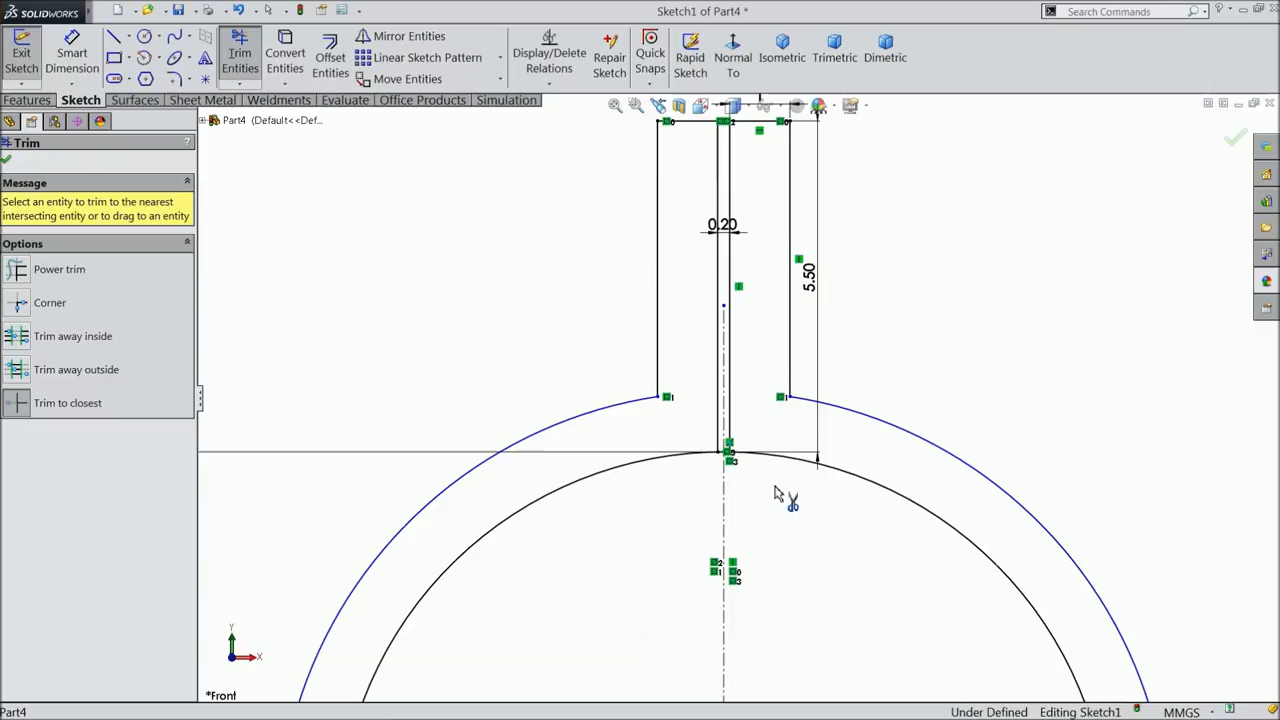 SOLIDWORKS
Sketch1 of Part4 *
Search Commands
Exit Sketch
Smart Dimension
Trim Entities
Convert Entities
Offset Entities
Mirror Entities
Linear Sketch Pattern
Move Entities
Display/Delete Relations
Repair Sketch
Quick Snaps
Rapid Sketch
Normal To
Isometric
Trimetric
Dimetric
Features
Sketch
Surfaces
Sheet Metal
Weldments
Evaluate
Office Products
Simulation
Part4 (Default<<Def...
Trim
?
Message
Select an entity to trim to the nearest
intersecting entity or to drag to an entity
Options
Power trim
Corner
Trim away inside
Trim away outside
Trim to closest
0.20
5.50
Y
X
*Front
Part4
Under Defined
Editing Sketch1
MMGS